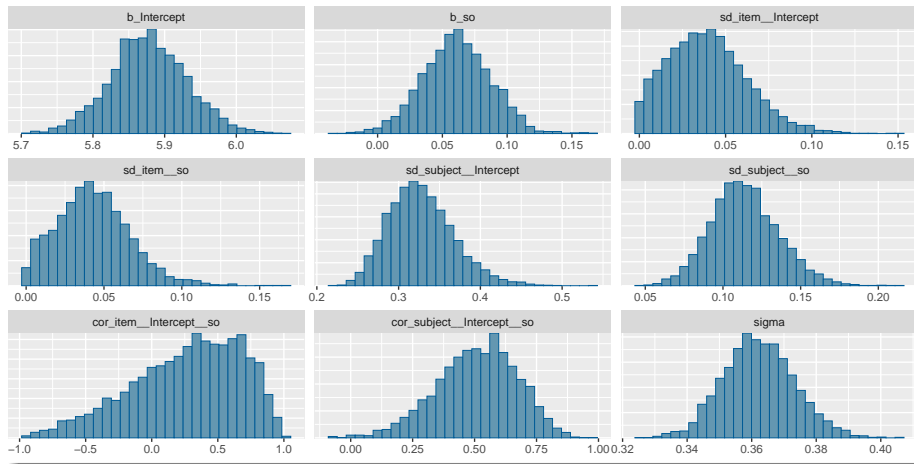 b_Intercept b_so sd_item__Intercept
5.7 5.8 5.9 6.0 0.00 0.05 0.10 0.15 0.00 0.05 0.10 0.15
sd_item__so sd_subject__Intercept sd_subject__so
0.00 0.05 0.10 0.15 0.2 0.3 0.4 0.5 0.05 0.10 0.15 0.20
cor_item__Intercept__so cor_subject__Intercept__so sigma
−1.0 −0.5 0.0 0.5 1.0 0.00 0.25 0.50 0.75 1.00 0.32 0.34 0.36 0.38 0.40